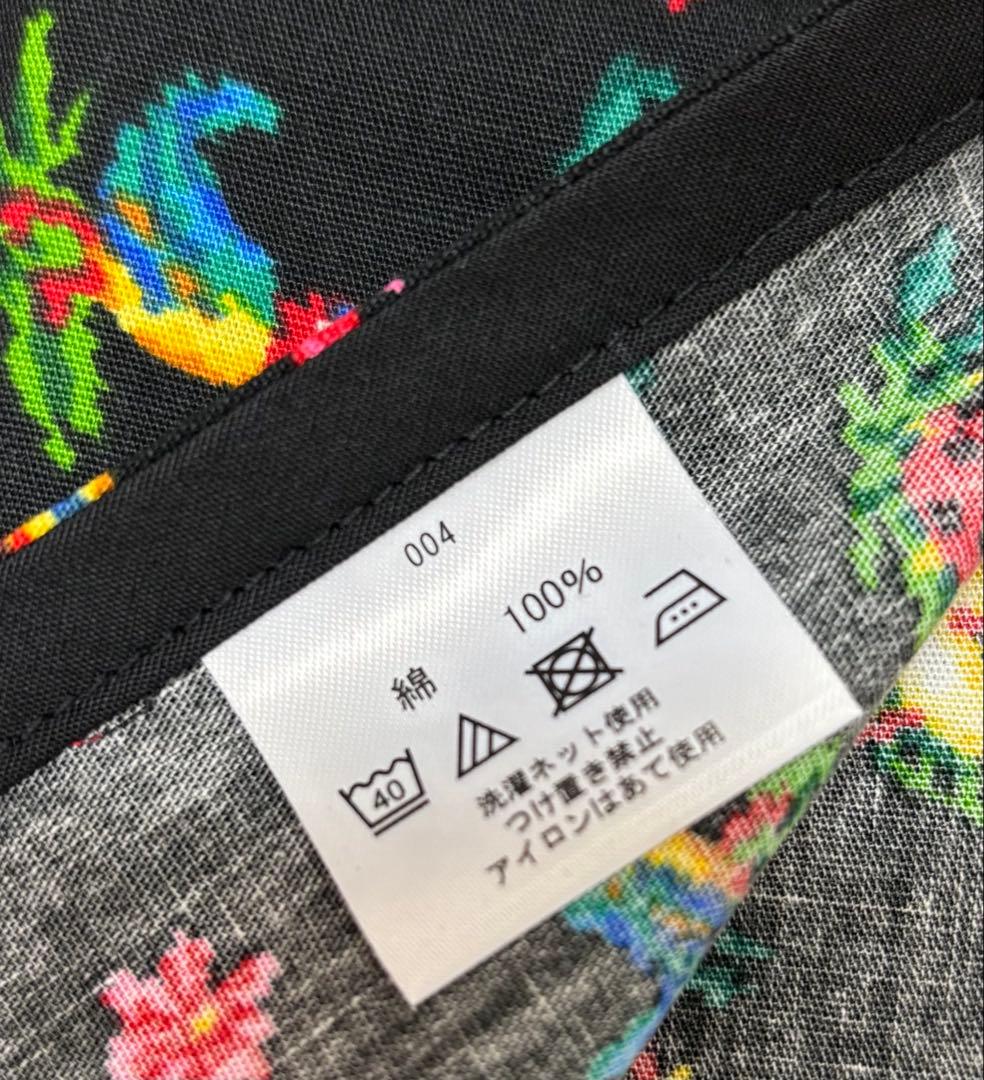 004
綿 100%
40
洗濯ネット使用
つけ置き禁止
アイロンはあて使用